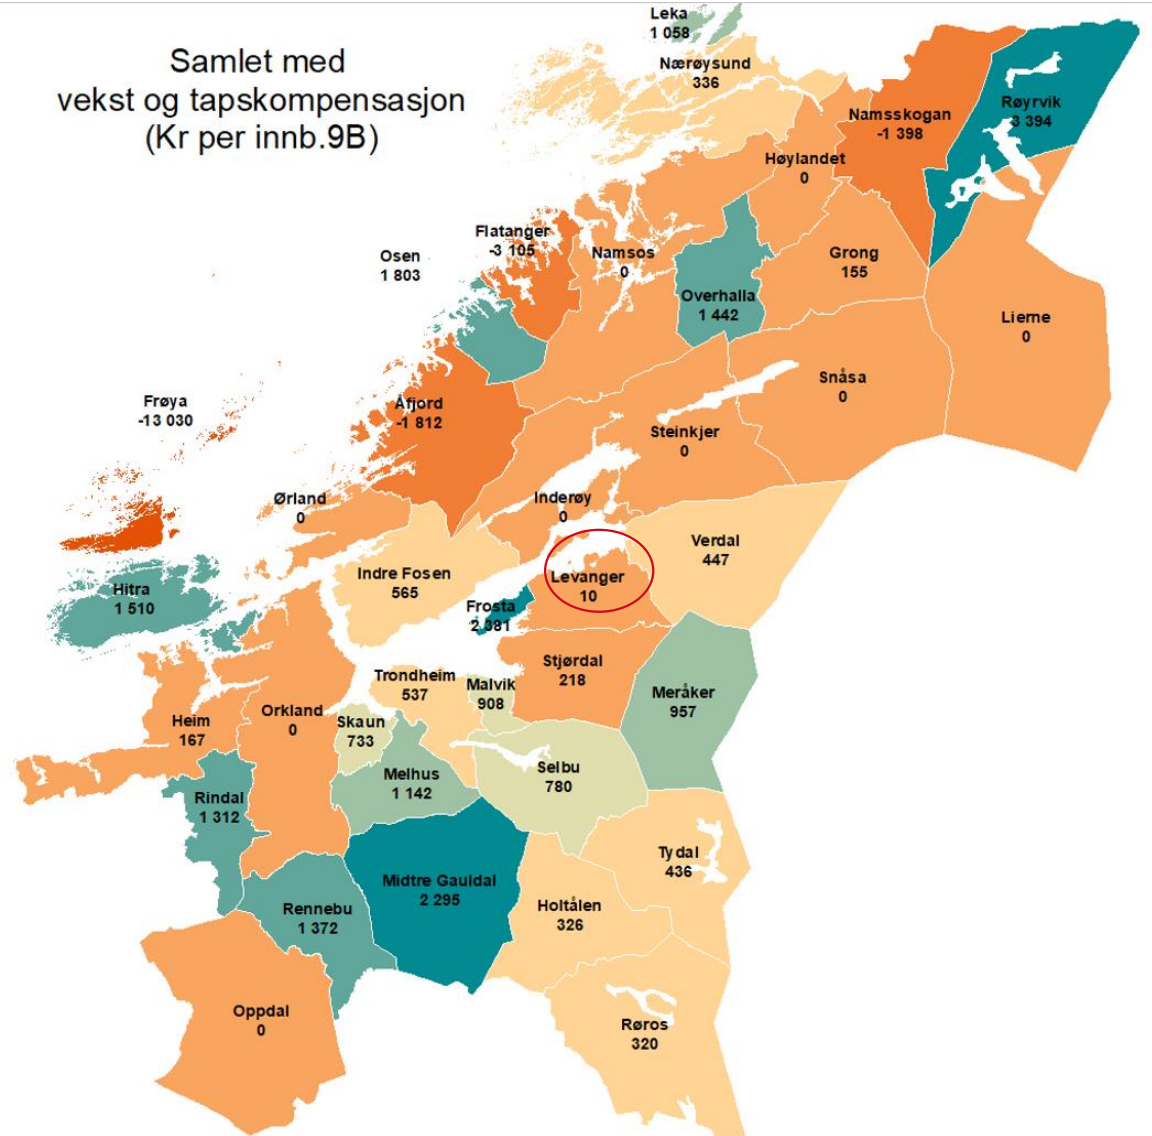 Samlet med
vekst og tapskompensasjon
(Kr per innb.9B)
Leka
1 058
Nærøysund
336
Namsskogan
-1 398
Røyrvik
3 394
Høylandet
0
Flatanger
-3 105
Osen
1 803
Namsos
0
Grong
155
Overhalla
1 442
Lierne
0
Snåsa
0
Frøya
-13 030
Åfjord
-1 812
Steinkjer
0
Ørland
0
Inderøy
0
Verdal
447
Indre Fosen
565
Levanger
10
Hitra
1 510
Frosta
2 381
Stjørdal
218
Trondheim
537
Malvik
908
Meråker
957
Heim
167
Orkland
0
Skaun
733
Melhus
1 142
Selbu
780
Rindal
1 312
Tydal
436
Midtre Gauldal
2 295
Rennebu
1 372
Holtålen
326
Oppdal
0
Røros
320